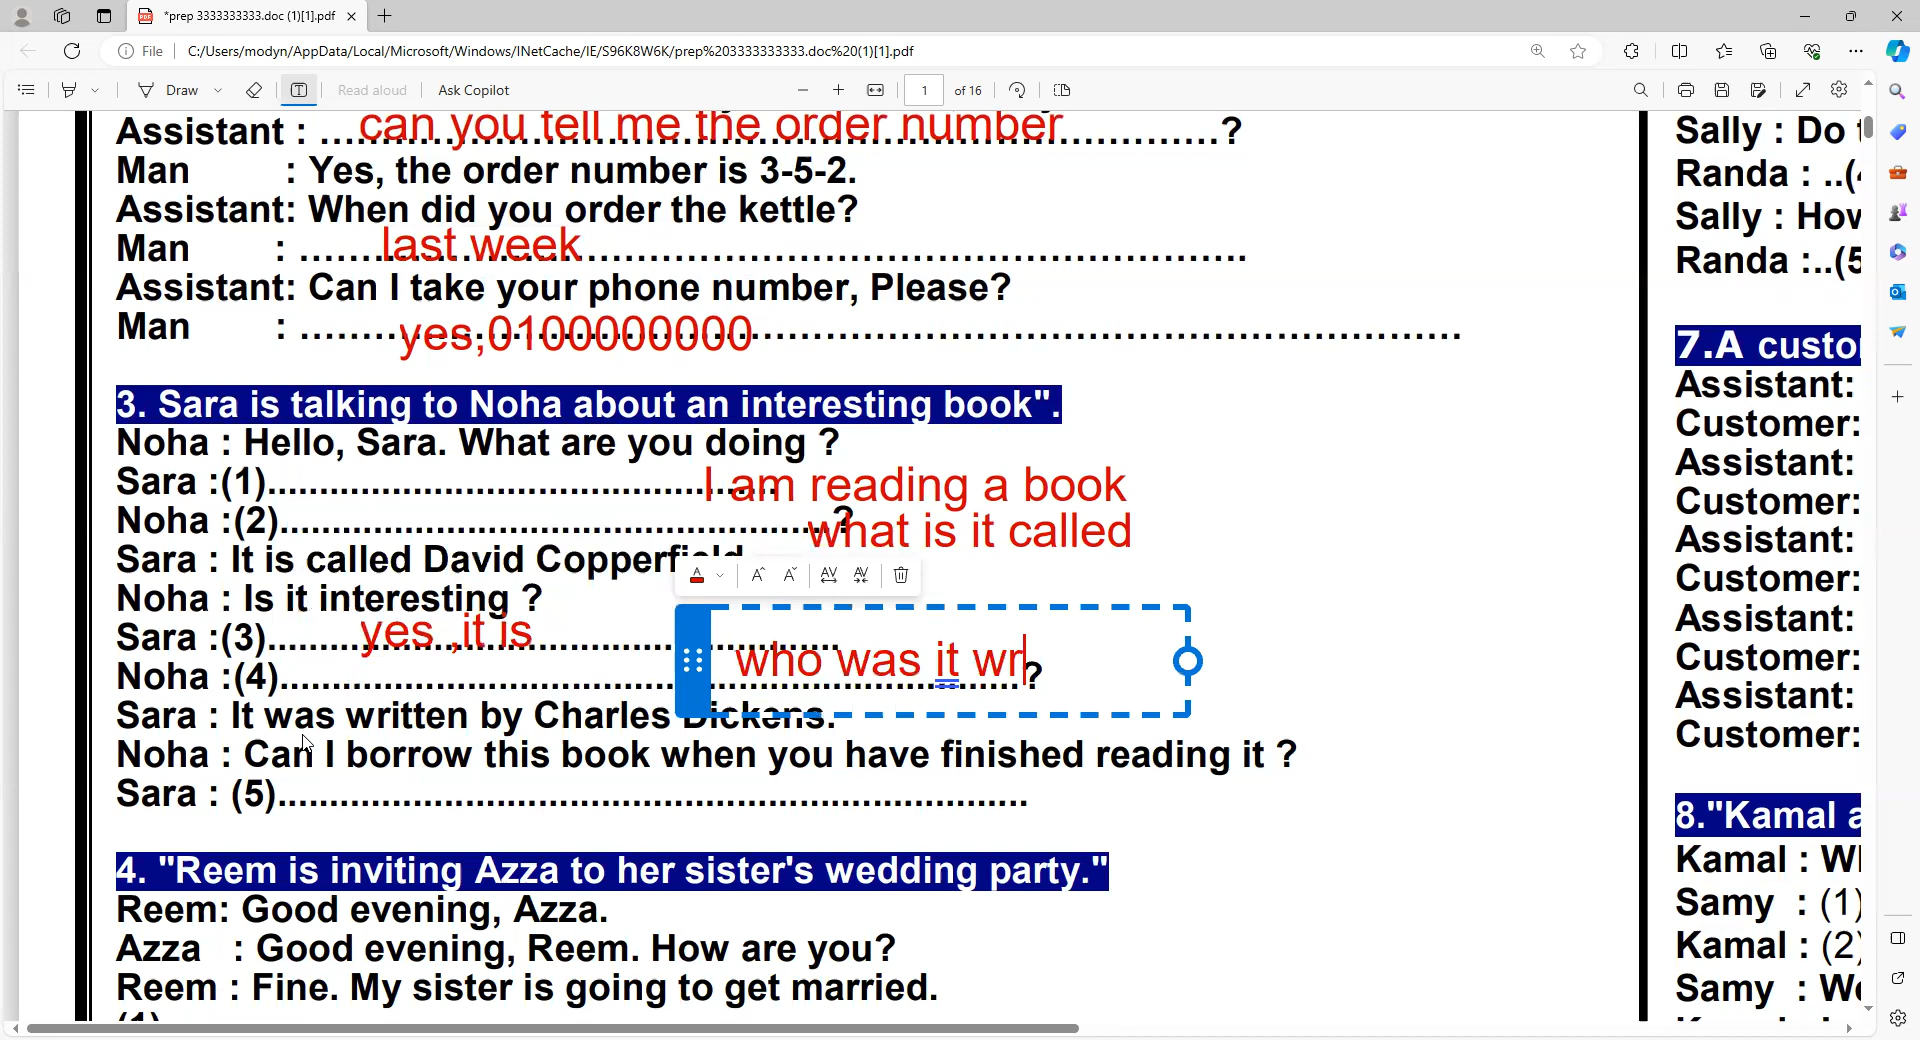 *prep 3333333333.doc (1)[1].pdf
File
C:/Users/modyn/AppData/Local/Microsoft/Windows/INetCache/IE/S96K8W6K/prep%203333333333.doc%20(1)[1].pdf
Draw
Read aloud
Ask Copilot
1 of 16
Assistant : ....can you tell me the order number..........?
Man : Yes, the order number is 3-5-2.
Assistant: When did you order the kettle?
Man : ......last week..............................
Assistant: Can I take your phone number, Please?
Man : ......yes,0100000000..............................
3. Sara is talking to Noha about an interesting book".
Noha : Hello, Sara. What are you doing ?
Sara :(1)..............................I am reading a book
Noha :(2)..............................? what is it called
Sara : It is called David Copperfield
Noha : Is it interesting ?
Sara :(3)..........yes ,it is..............................
Noha :(4)..............................who was it wr ?
Sara : It was written by Charles Dickens.
Noha : Can I borrow this book when you have finished reading it ?
Sara : (5)............................................................
4. "Reem is inviting Azza to her sister's wedding party."
Reem: Good evening, Azza.
Azza : Good evening, Reem. How are you?
Reem : Fine. My sister is going to get married.
Sally : Do
Randa : ..(
Sally : How
Randa :..(5
7.A custo
Assistant:
Customer:
Assistant:
Customer:
Assistant:
Customer:
Assistant:
Customer:
Assistant:
Customer:
8."Kamal a
Kamal : W
Samy : (1)
Kamal : (2)
Samy : We